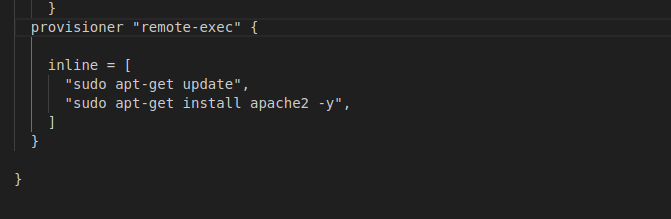 }
provisioner "remote-exec" {
inline = [
"sudo apt-get update",
"sudo apt-get install apache2 -y",
]
}
}